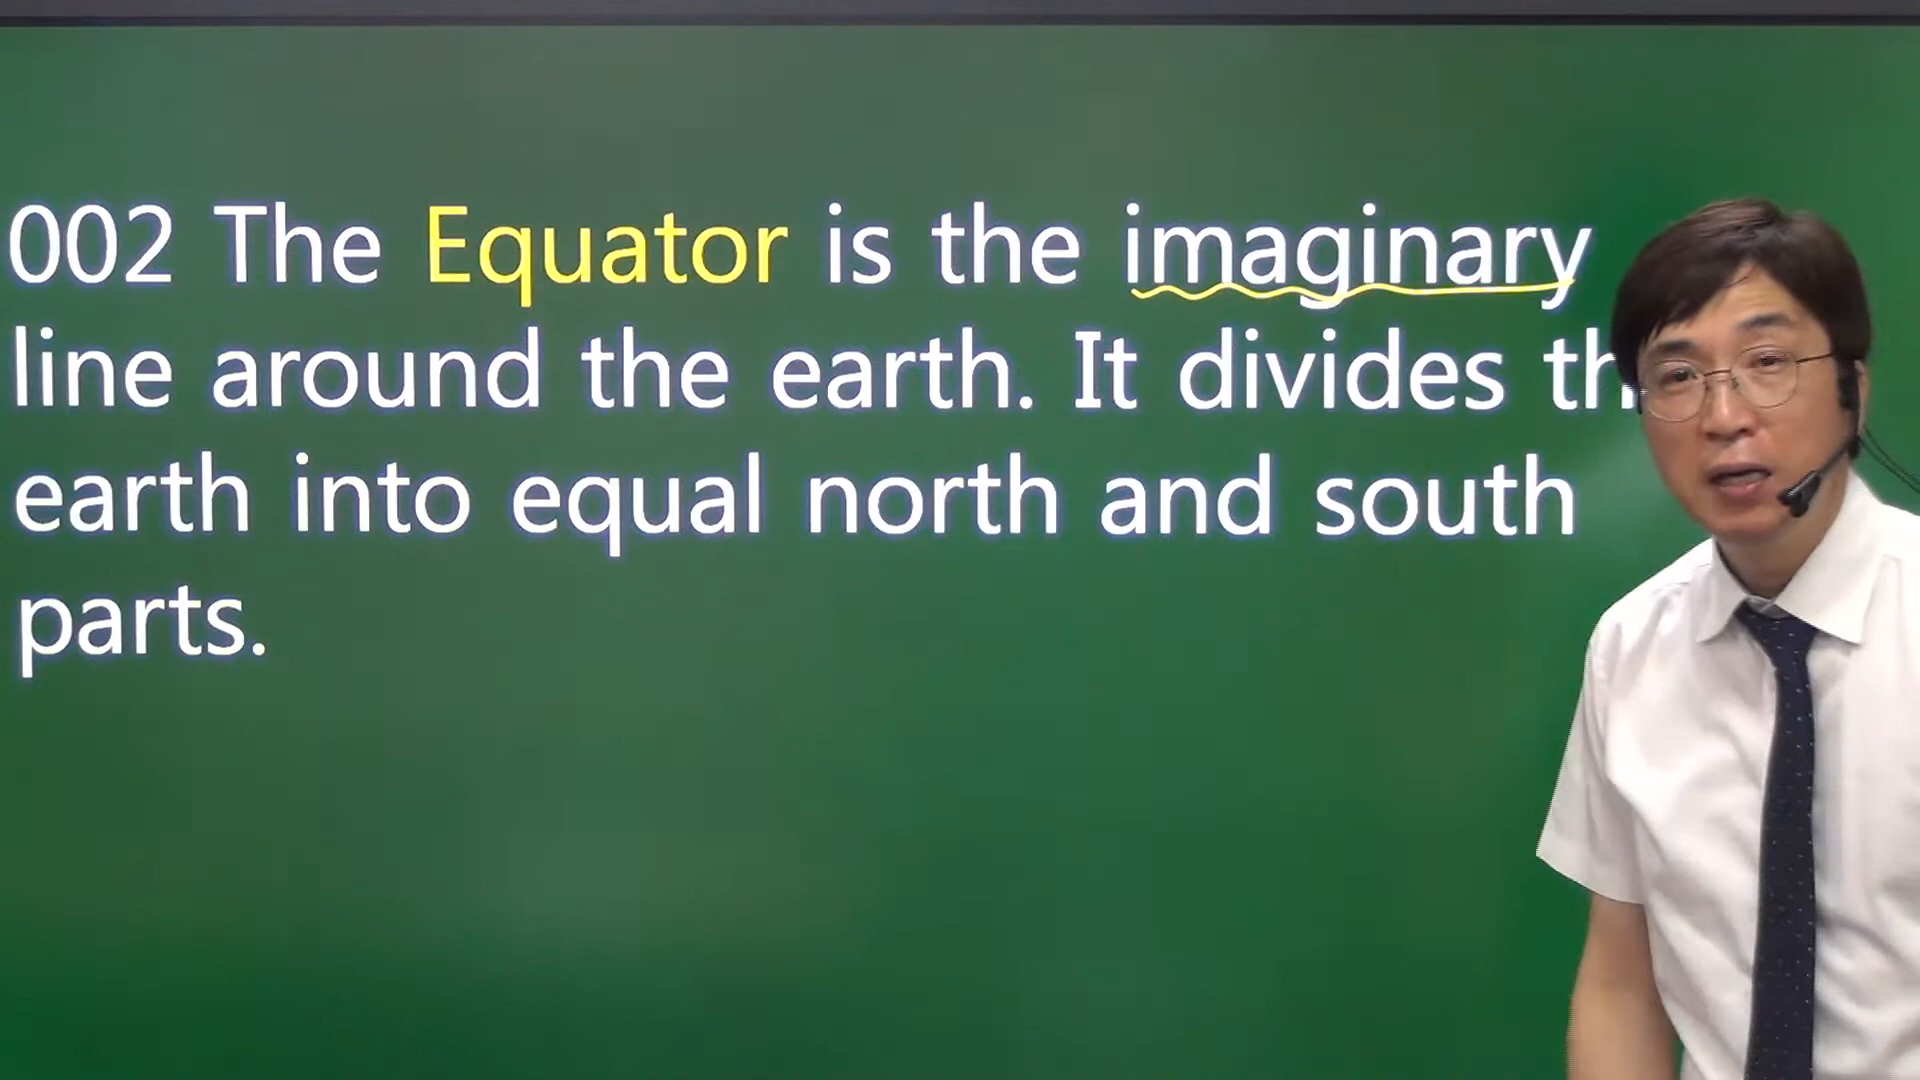 002 The Equator is the imaginary
line around the earth. It divides
earth into equal north and south
parts.